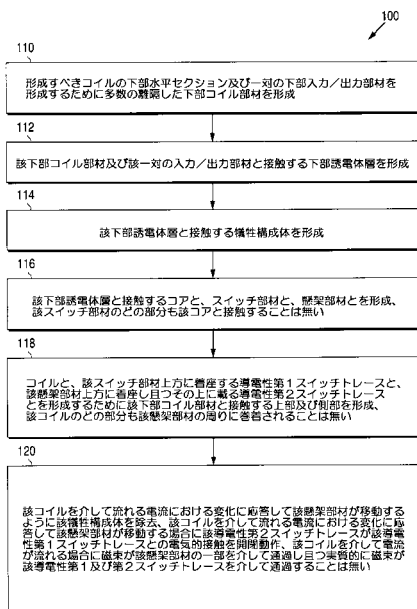 100
110
形成すべきコイルの下部水平セクション及び一対の下部入力／出力部材を
形成するために多数の離隔した下部コイル部材を形成
112
該下部コイル部材及び該一対の入力／出力部材と接触する下部誘電体層を形成
114
該下部誘電体層と接触する犠牲構成体を形成
116
該下部誘電体層と接触するコアと、スイッチ部材と、懸架部材とを形成、
該スイッチ部材のどの部分も該コアと接触することは無い
118
コイルと、該スイッチ部材上方に着座する導電性第１スイッチトレースと、
該懸架部材上方に着座し且つその上に載る導電性第２スイッチトレース
とを形成するために該下部コイル部材と接触する上部及び側部を形成、
該コイルのどの部分も該懸架部材の周りに巻着されることは無い
120
該コイルを介して流れる電流における変化に応答して該懸架部材が移動する
ように該犠牲構成体を除去、該コイルを介して流れる電流における変化に応
答して該懸架部材が移動する場合に導電性第２スイッチトレースが該導電
性第１スイッチトレースとの電気的接触を開閉動作、該コイルを介して電流
が流れる場合に磁束が該懸架部材の一部を介して通過し且つ実質的に磁束が
該導電性第１及び第２スイッチトレースを介して通過することは無い